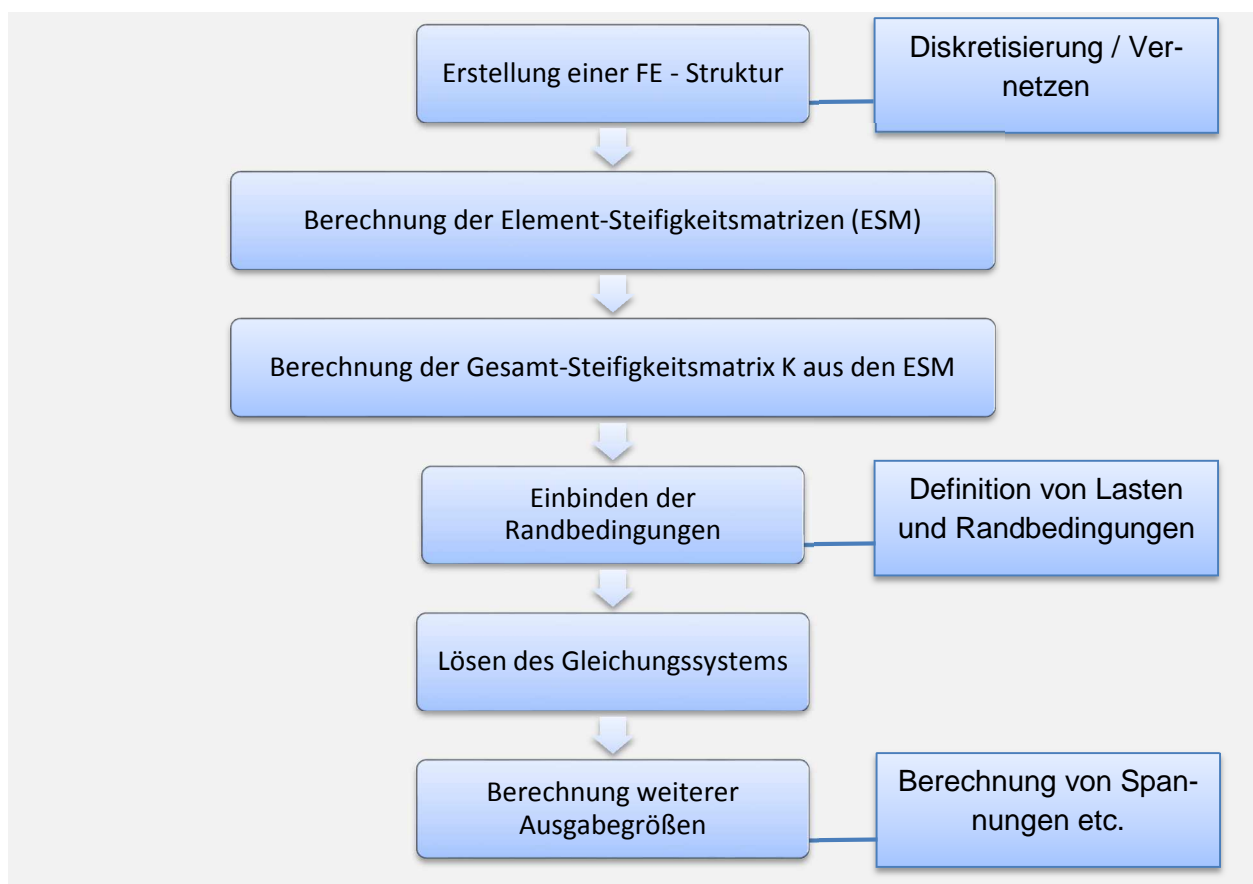 Erstellung einer FE - Struktur
Diskretisierung / Ver-
netzen
Berechnung der Element-Steifigkeitsmatrizen (ESM)
Berechnung der Gesamt-Steifigkeitsmatrix K aus den ESM
Einbinden der
Randbedingungen
Definition von Lasten
und Randbedingungen
Lösen des Gleichungssystems
Berechnung weiterer
Ausgabegrößen
Berechnung von Span-
nungen etc.